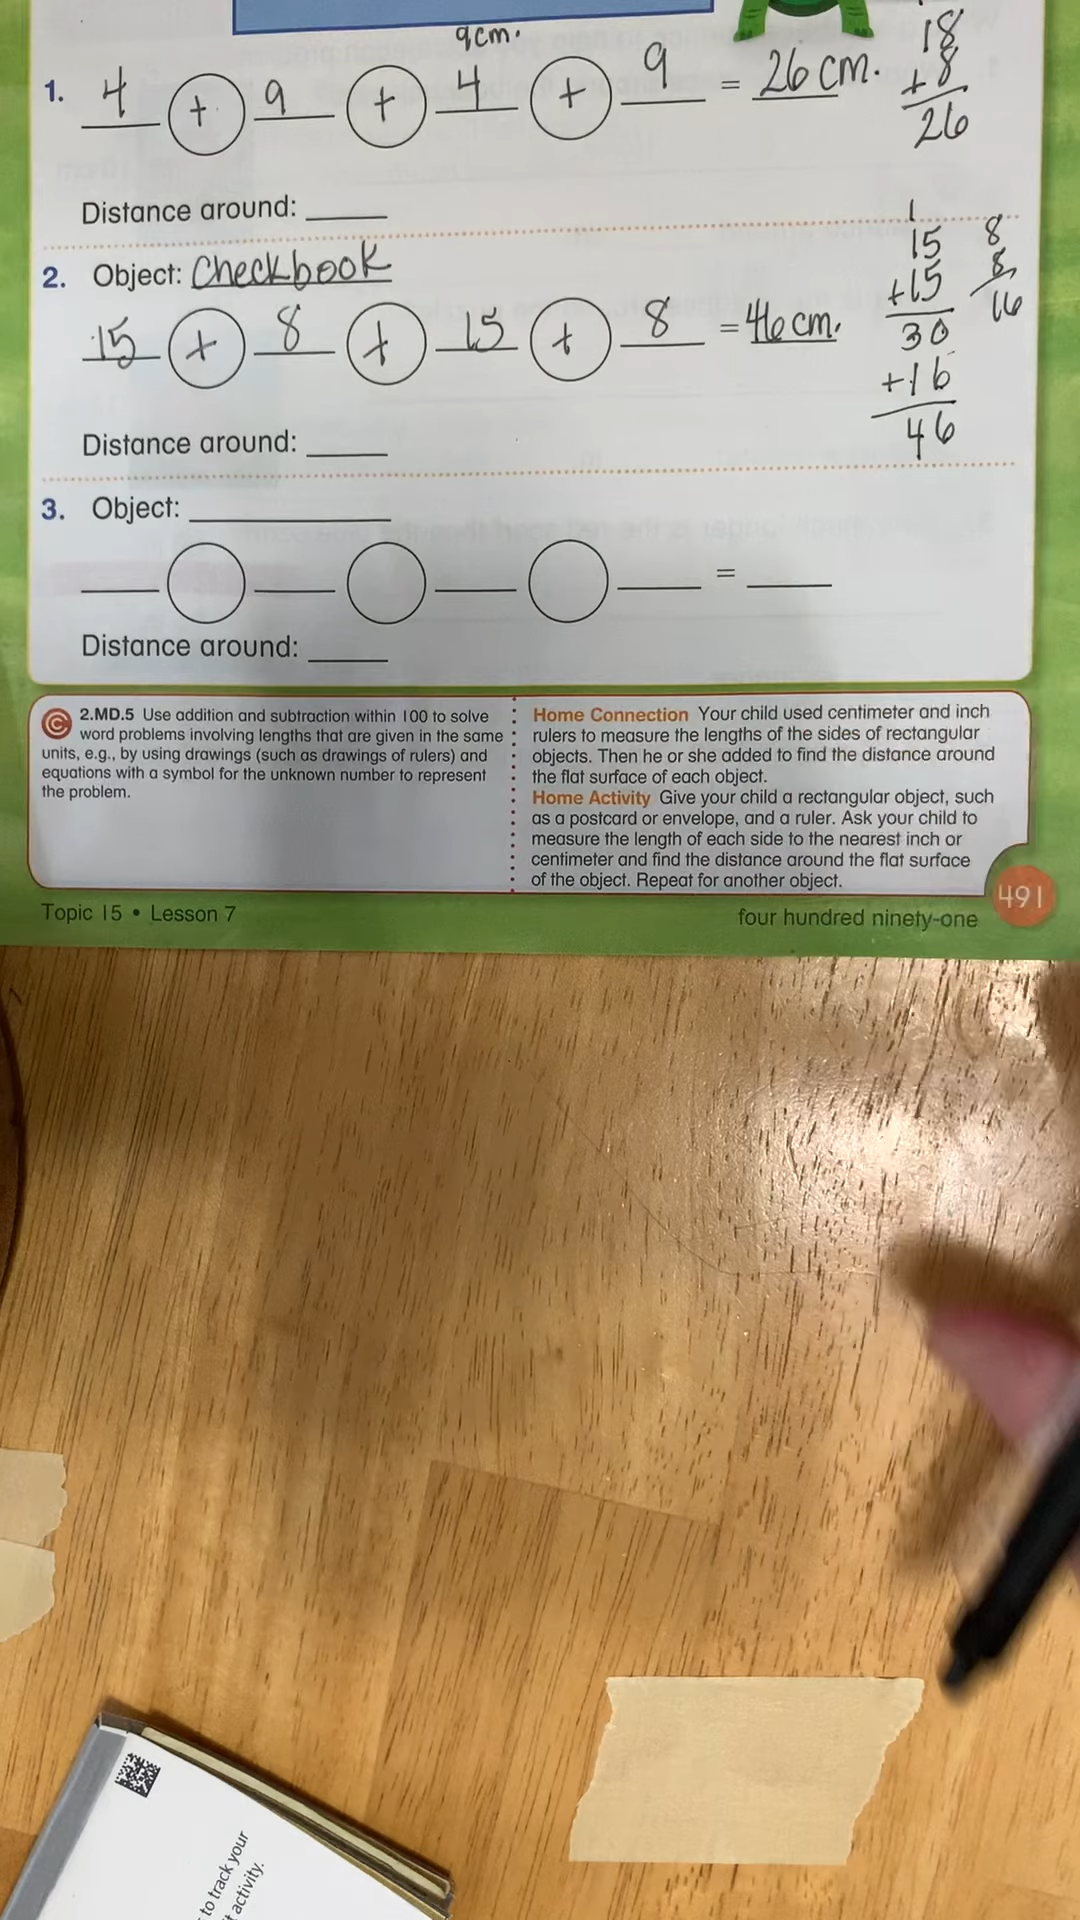 9cm.
1. 4 + 9 + 4 + 9 = 26 cm.
18
+8
26
Distance around: ____
2. Object: Checkbook
15 + 8 + 15 + 8 = 46 cm.
1
15
+15
30
+16
46
8
8
16
Distance around: ____
3. Object: ____
____ ____ ____ ____ = ____
Distance around: ____
2.MD.5 Use addition and subtraction within 100 to solve
word problems involving lengths that are given in the same
units, e.g., by using drawings (such as drawings of rulers) and
equations with a symbol for the unknown number to represent
the problem.
Home Connection Your child used centimeter and inch
rulers to measure the lengths of the sides of rectangular
objects. Then he or she added to find the distance around
the flat surface of each object.
Home Activity Give your child a rectangular object, such
as a postcard or envelope, and a ruler. Ask your child to
measure the length of each side to the nearest inch or
centimeter and find the distance around the flat surface
of the object. Repeat for another object.
Topic 15 • Lesson 7
four hundred ninety-one
491
to track your
activity.